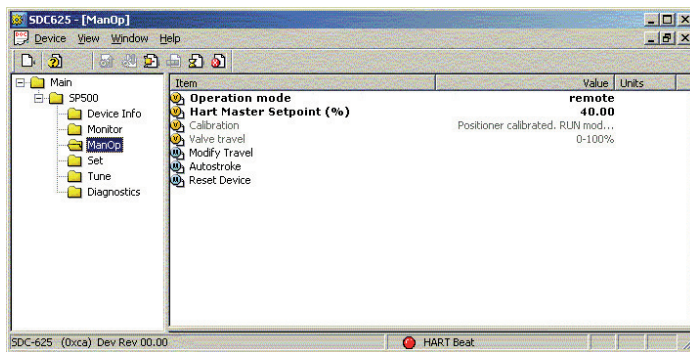 SDC625 - [ManOp]
Device View Window Help
Main
SP500
Device Info
Monitor
ManOp
Set
Tune
Diagnostics
Item Value Units
Operation mode remote
Hart Master Setpoint (%) 40.00
Calibration Positioner calibrated. RUN mod...
Valve travel 0-100%
Modify Travel
Autostroke
Reset Device
SDC-625 (0xca) Dev Rev 00.00 HART Beat